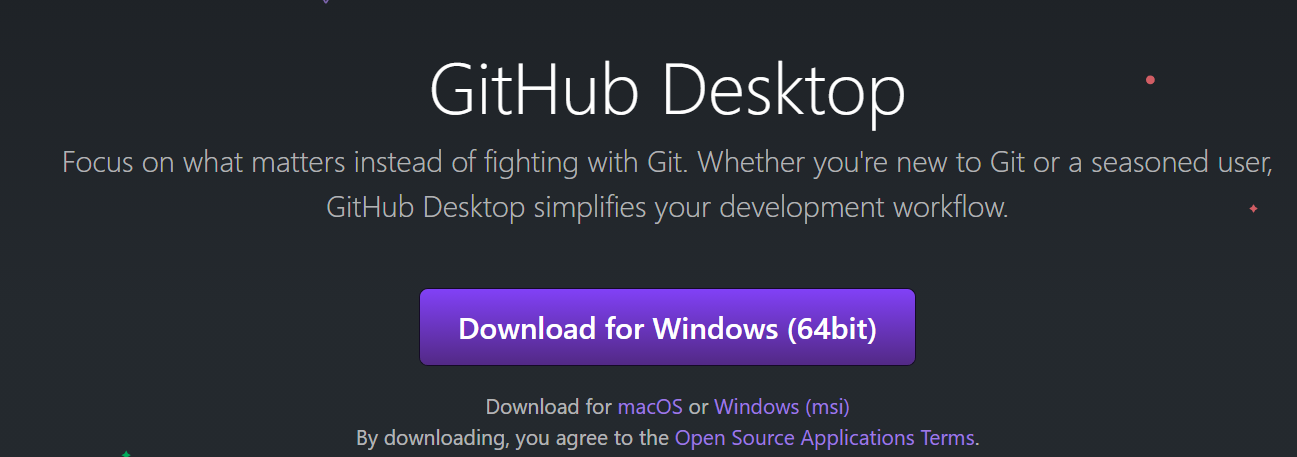 GitHub Desktop
Focus on what matters instead of fighting with Git. Whether you're new to Git or a seasoned user,
GitHub Desktop simplifies your development workflow.
Download for Windows (64bit)
Download for macOS or Windows (msi)
By downloading, you agree to the Open Source Applications Terms.